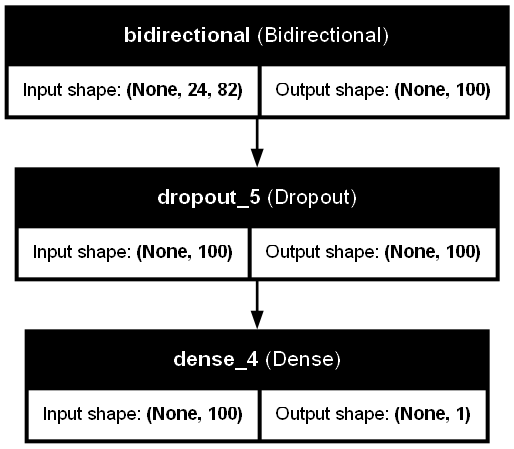 bidirectional (Bidirectional)
Input shape: (None, 24, 82) Output shape: (None, 100)
dropout_5 (Dropout)
Input shape: (None, 100) Output shape: (None, 100)
dense_4 (Dense)
Input shape: (None, 100) Output shape: (None, 1)